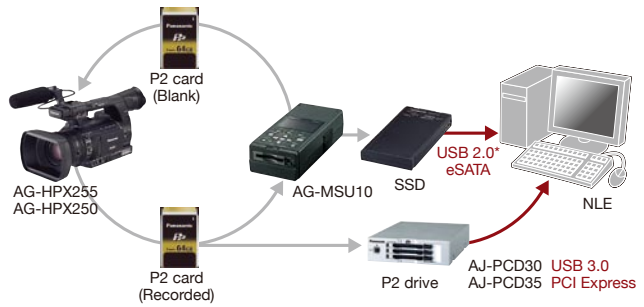 Panasonic
P2
64GB
P2 card
(Blank)
AG-HPX255
AG-HPX250
AG-MSU10
SSD
USB 2.0*
eSATA
NLE
Panasonic
P2
64GB
P2 card
(Recorded)
P2 drive
AJ-PCD30 USB 3.0
AJ-PCD35 PCI Express